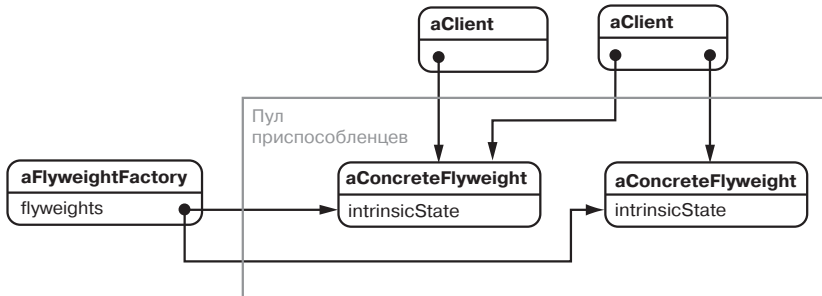 aClient
aClient
Пул
приспособленцев
aFlyweightFactory
flyweights
aConcreteFlyweight
intrinsicState
aConcreteFlyweight
intrinsicState